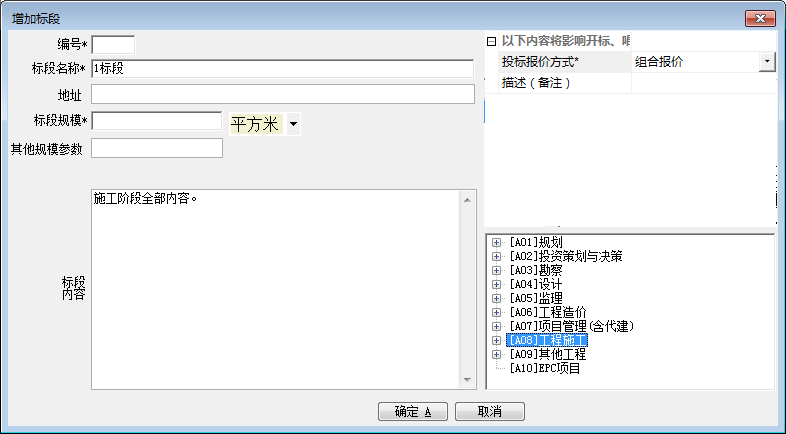 增加标段
编号*
标段名称* 1标段
地址
标段规模* 平方米
其他规模参数
标段
内容
施工阶段全部内容。
以下内容将影响开标、
投标报价方式* 组合报价
描述（备注）
[A01]规划
[A02]投资策划与决策
[A03]勘察
[A04]设计
[A05]监理
[A06]工程造价
[A07]项目管理(含代建)
[A08]工程施工
[A09]其他工程
[A10]EPC项目
确定 A 取消